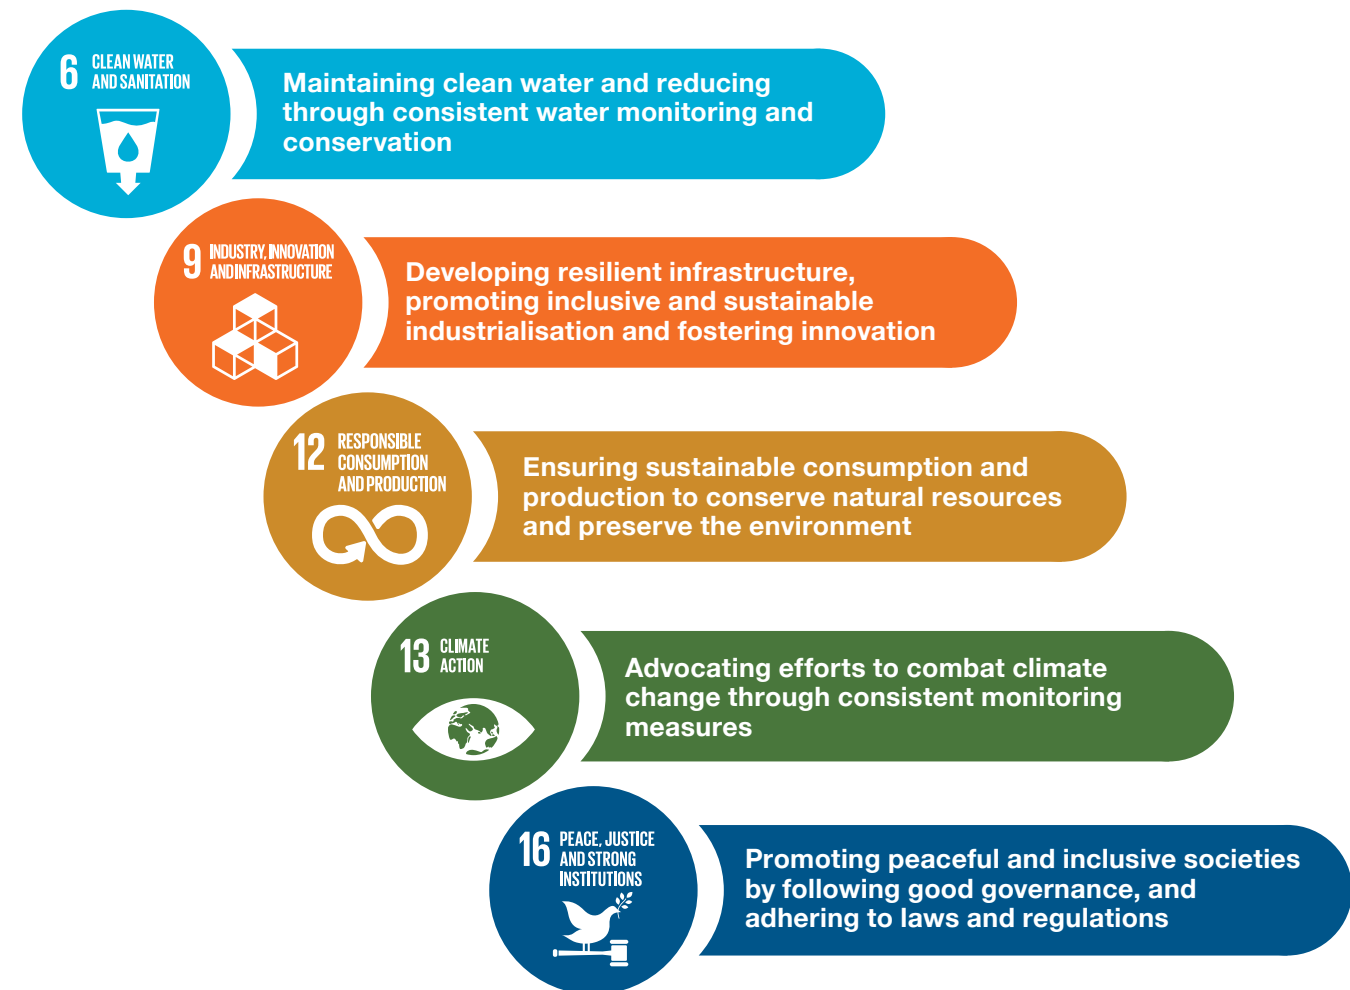 6 CLEAN WATER
AND SANITATION
Maintaining clean water and reducing
through consistent water monitoring and
conservation
9 INDUSTRY, INNOVATION
ANDINFRASTRUCTURE
Developing resilient infrastructure,
promoting inclusive and sustainable
industrialisation and fostering innovation
12 RESPONSIBLE
CONSUMPTION
AND PRODUCTION
Ensuring sustainable consumption and
production to conserve natural resources
and preserve the environment
13 CLIMATE
ACTION
Advocating efforts to combat climate
change through consistent monitoring
measures
16 PEACE, JUSTICE
AND STRONG
INSTITUTIONS
Promoting peaceful and inclusive societies
by following good governance, and
adhering to laws and regulations